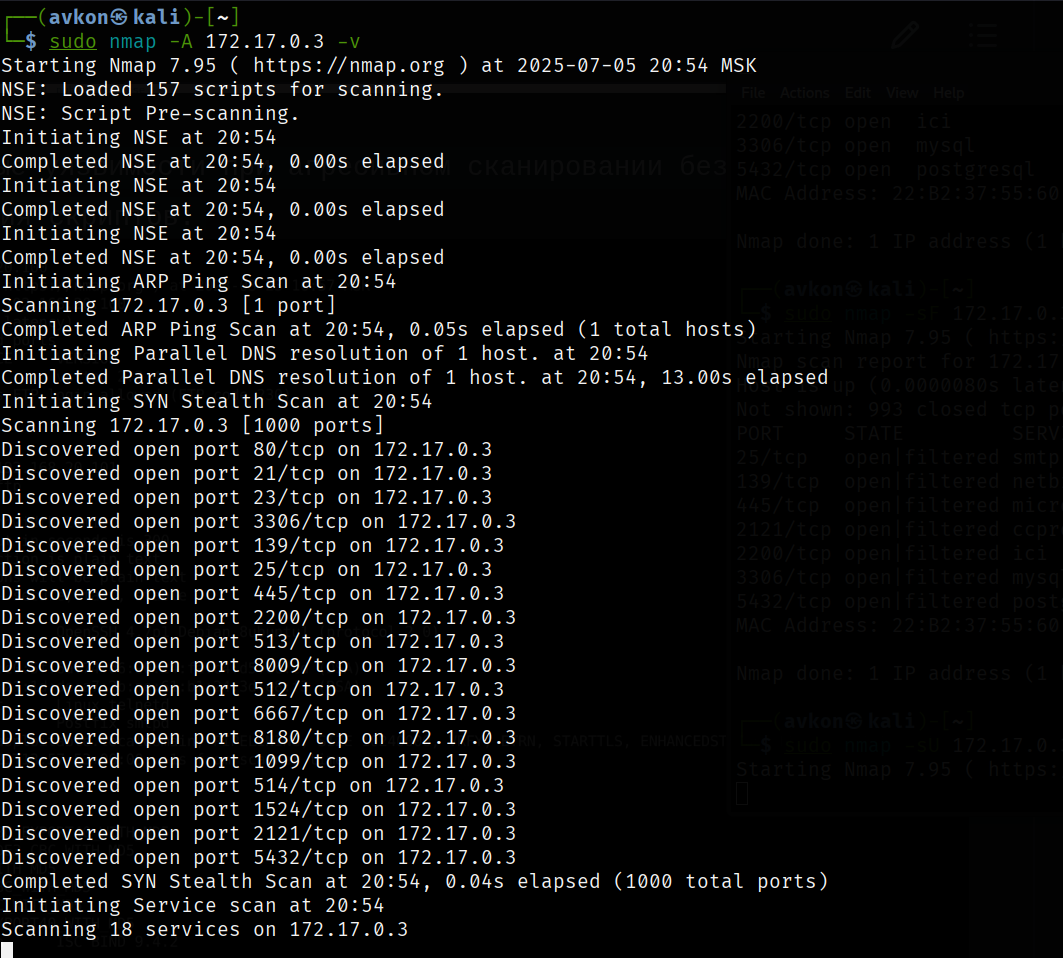 ┌──(avkon㉿kali)-[~]
└─$ sudo nmap -A 172.17.0.3 -v
Starting Nmap 7.95 ( https://nmap.org ) at 2025-07-05 20:54 MSK
NSE: Loaded 157 scripts for scanning.
NSE: Script Pre-scanning.
Initiating NSE at 20:54
Completed NSE at 20:54, 0.00s elapsed
Initiating NSE at 20:54
Completed NSE at 20:54, 0.00s elapsed
Initiating NSE at 20:54
Completed NSE at 20:54, 0.00s elapsed
Initiating ARP Ping Scan at 20:54
Scanning 172.17.0.3 [1 port]
Completed ARP Ping Scan at 20:54, 0.05s elapsed (1 total hosts)
Initiating Parallel DNS resolution of 1 host. at 20:54
Completed Parallel DNS resolution of 1 host. at 20:54, 13.00s elapsed
Initiating SYN Stealth Scan at 20:54
Scanning 172.17.0.3 [1000 ports]
Discovered open port 80/tcp on 172.17.0.3
Discovered open port 21/tcp on 172.17.0.3
Discovered open port 23/tcp on 172.17.0.3
Discovered open port 3306/tcp on 172.17.0.3
Discovered open port 139/tcp on 172.17.0.3
Discovered open port 25/tcp on 172.17.0.3
Discovered open port 445/tcp on 172.17.0.3
Discovered open port 2200/tcp on 172.17.0.3
Discovered open port 513/tcp on 172.17.0.3
Discovered open port 8009/tcp on 172.17.0.3
Discovered open port 512/tcp on 172.17.0.3
Discovered open port 6667/tcp on 172.17.0.3
Discovered open port 8180/tcp on 172.17.0.3
Discovered open port 1099/tcp on 172.17.0.3
Discovered open port 514/tcp on 172.17.0.3
Discovered open port 1524/tcp on 172.17.0.3
Discovered open port 2121/tcp on 172.17.0.3
Discovered open port 5432/tcp on 172.17.0.3
Completed SYN Stealth Scan at 20:54, 0.04s elapsed (1000 total ports)
Initiating Service scan at 20:54
Scanning 18 services on 172.17.0.3
File Actions Edit View Help
2200/tcp open ici
3306/tcp open mysql
5432/tcp open postgresql
MAC Address: 22:B2:37:55:60
Nmap done: 1 IP address (1
┌──(avkon㉿kali)-[~]
└─$ sudo nmap 172.17.0.
Starting Nmap 7.95 ( https:
Nmap scan report for 172.17
Host is up (0.0000080s late
Not shown: 993 closed tcp p
PORT STATE SERV
25/tcp open|filtered smtp
139/tcp open|filtered netb
445/tcp open|filtered micr
2121/tcp open|filtered ccpr
2200/tcp open|filtered ici
3306/tcp open|filtered mysq
5432/tcp open|filtered post
MAC Address: 22:B2:37:55:60
Nmap done: 1 IP address (1
┌──(avkon㉿kali)-[~]
└─$ sudo nmap -sU 172.17.0.
Starting Nmap 7.95 ( https:
сканировании без
RN, STARTTLS, ENHANCEDST